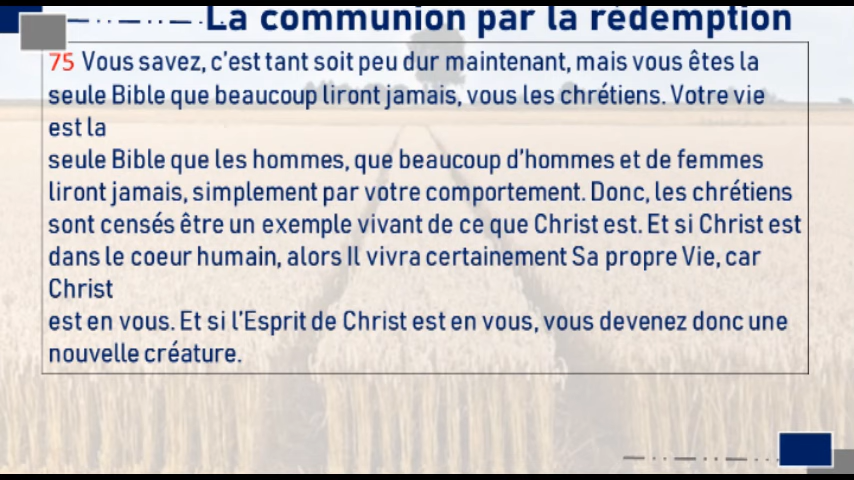 La communion par la rédemption
75 Vous savez, c'est tant soit peu dur maintenant, mais vous êtes la
seule Bible que beaucoup liront jamais, vous les chrétiens. Votre vie
est la
seule Bible que les hommes, que beaucoup d'hommes et de femmes
liront jamais, simplement par votre comportement. Donc, les chrétiens
sont censés être un exemple vivant de ce que Christ est. Et si Christ est
dans le coeur humain, alors Il vivra certainement Sa propre Vie, car
Christ
est en vous. Et si l'Esprit de Christ est en vous, vous devenez donc une
nouvelle créature.